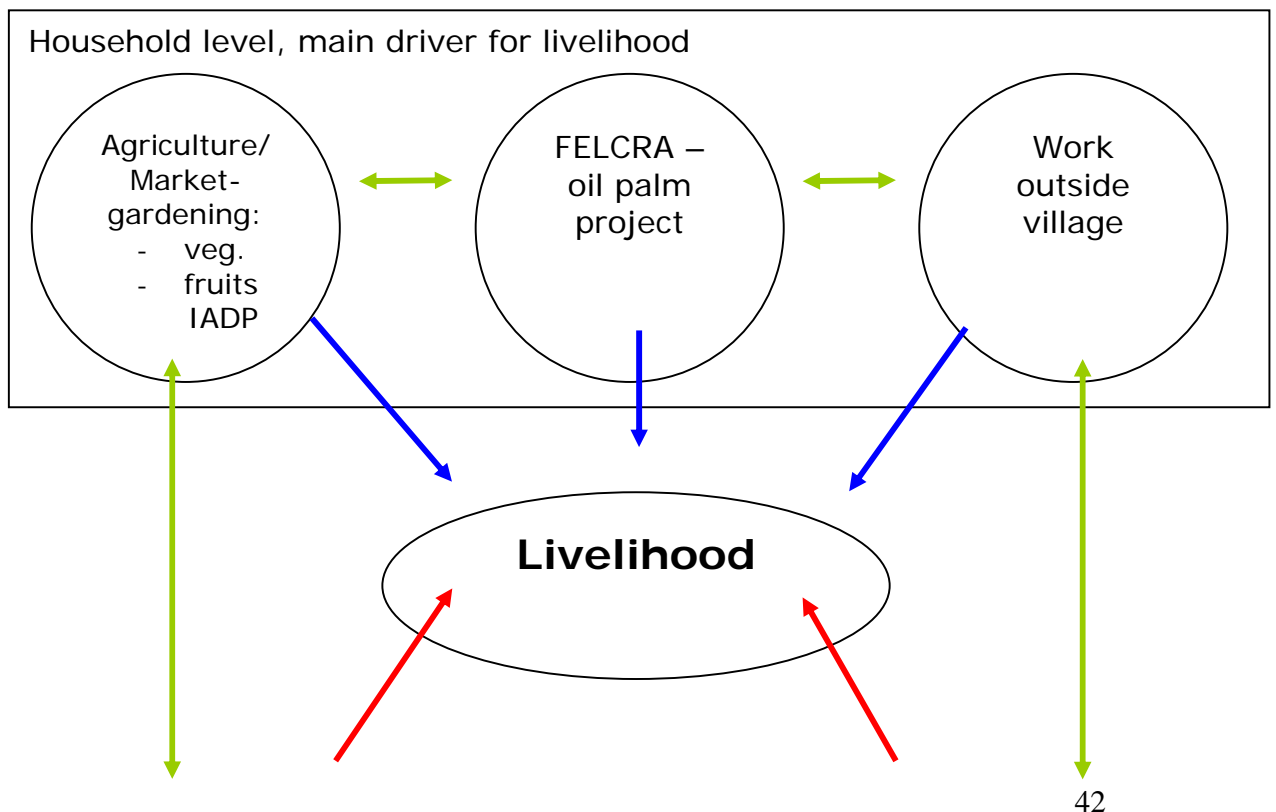 Household level, main driver for livelihood
Agriculture/
Market-
gardening:
- veg.
- fruits
IADP
FELCRA –
oil palm
project
Work
outside
village
Livelihood
42